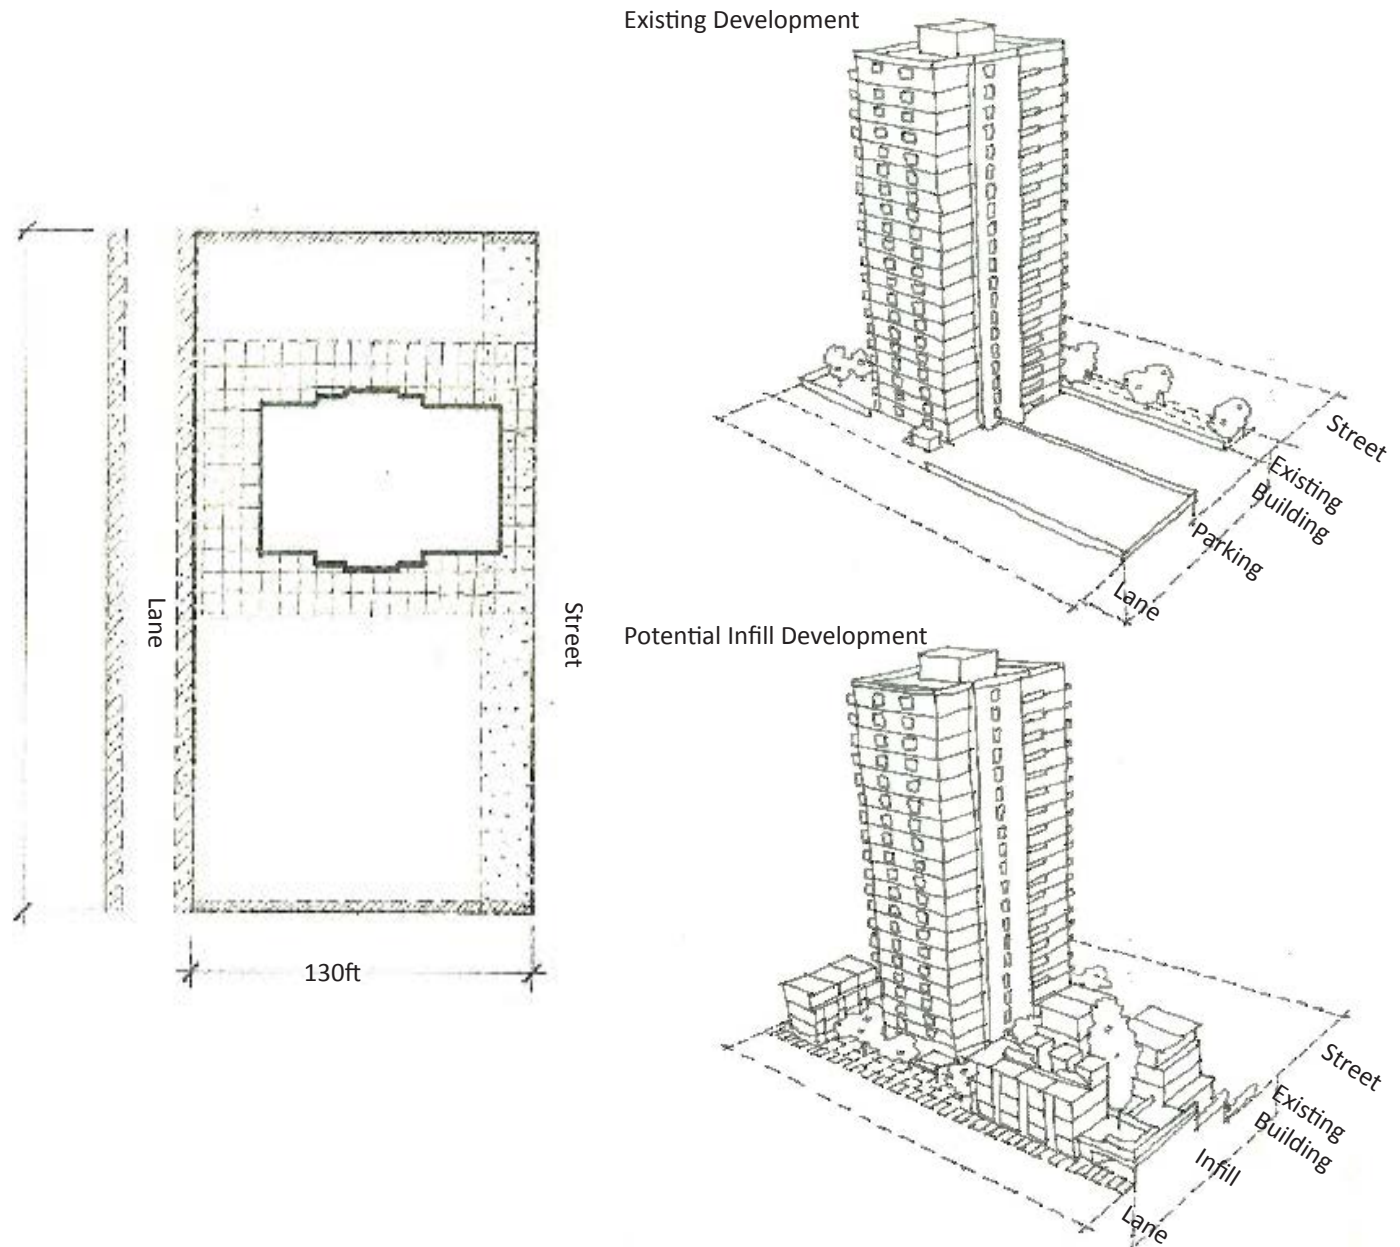 Existing Development
Street
Existing
Building
Parking
Lane
Lane
Street
130ft
Potential Infill Development
Street
Existing
Building
Infill
Lane